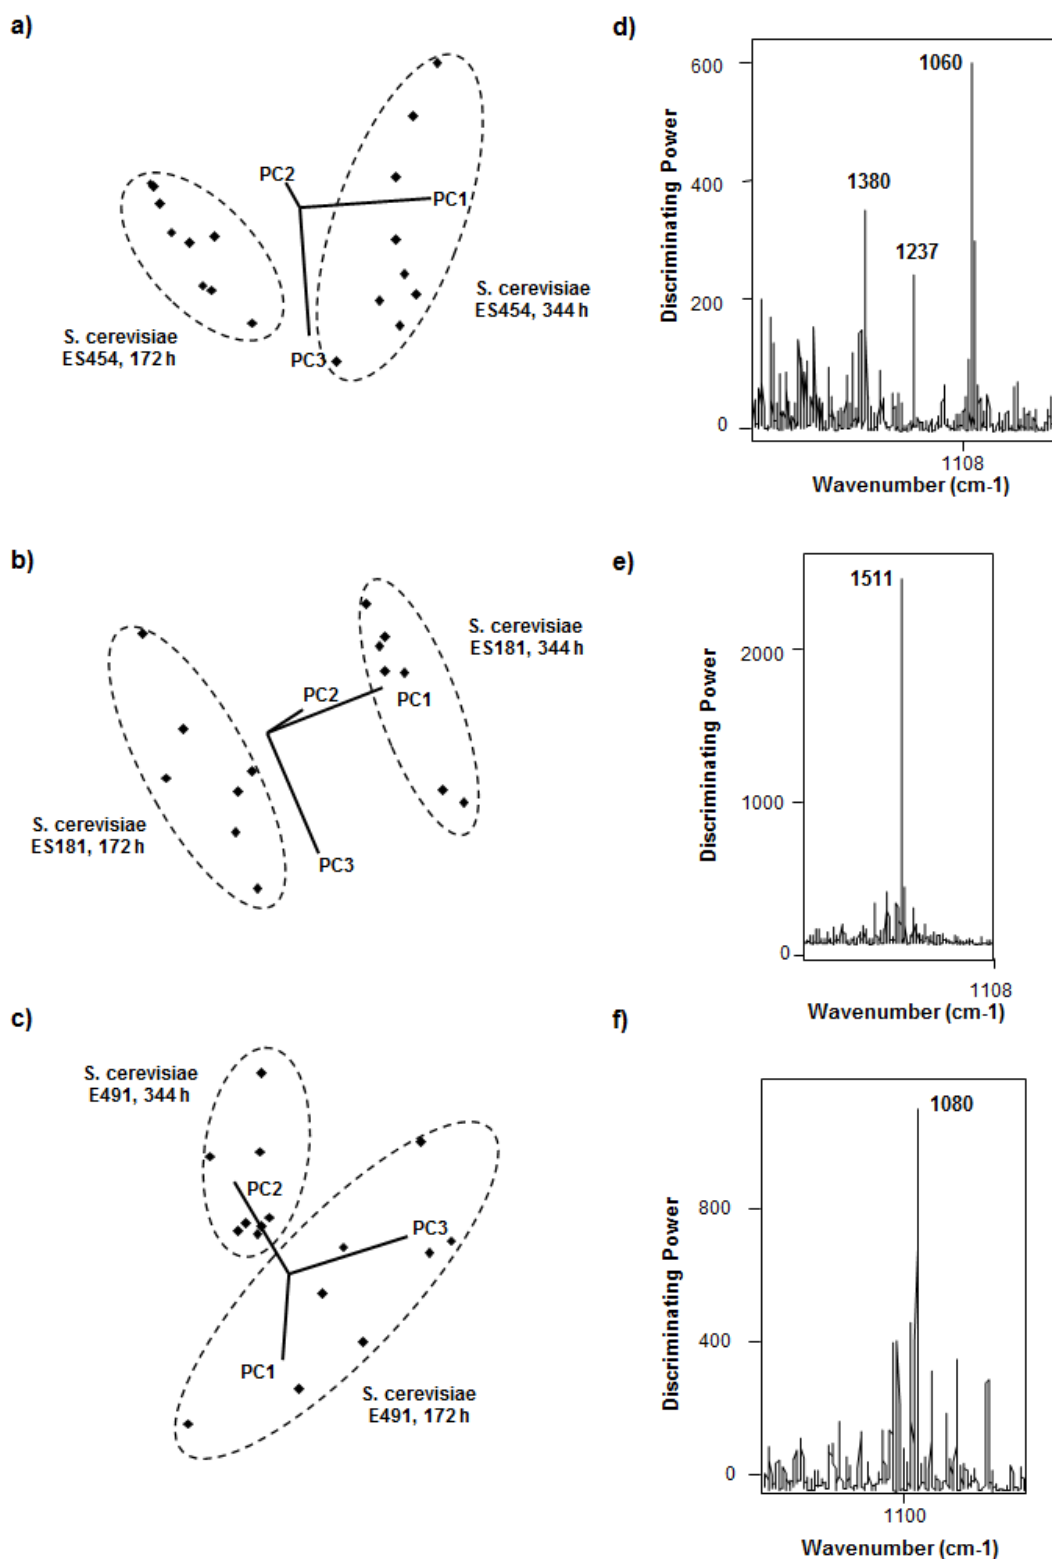 a)
PC2
PC1
PC3
S. cerevisiae
ES454, 172 h
S. cerevisiae
ES454, 344 h
d)
600
400
200
0
Discriminating Power
1380
1237
1060
1108
Wavenumber (cm-1)
b)
S. cerevisiae
ES181, 344 h
PC2
PC1
PC3
S. cerevisiae
ES181, 172 h
e)
1511
2000
1000
0
Discriminating Power
1108
Wavenumber (cm-1)
c)
S. cerevisiae
E491, 344 h
PC2
PC3
PC1
S. cerevisiae
E491, 172 h
f)
1080
800
400
0
Discriminating Power
1100
Wavenumber (cm-1)